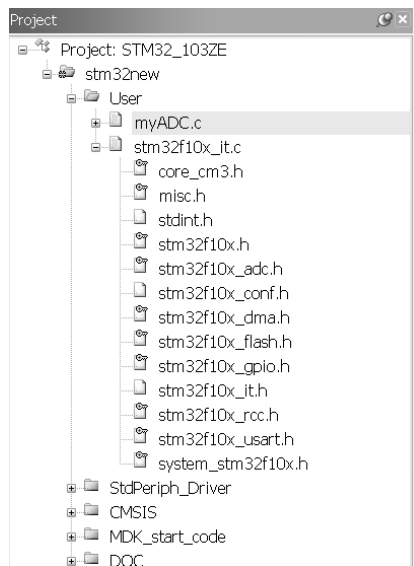 Project
Project: STM32_103ZE
stm32new
User
myADC.c
stm32f10x_it.c
core_cm3.h
misc.h
stdint.h
stm32f10x.h
stm32f10x_adc.h
stm32f10x_conf.h
stm32f10x_dma.h
stm32f10x_flash.h
stm32f10x_gpio.h
stm32f10x_it.h
stm32f10x_rcc.h
stm32f10x_usart.h
system_stm32f10x.h
StdPeriph_Driver
CMSIS
MDK_start_code
DOC